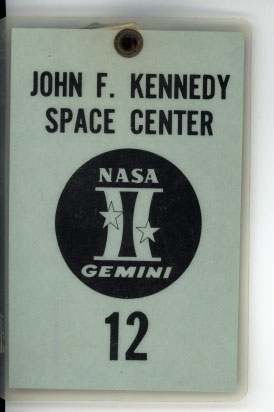 JOHN F. KENNEDY
SPACE CENTER
NASA
GEMINI
12